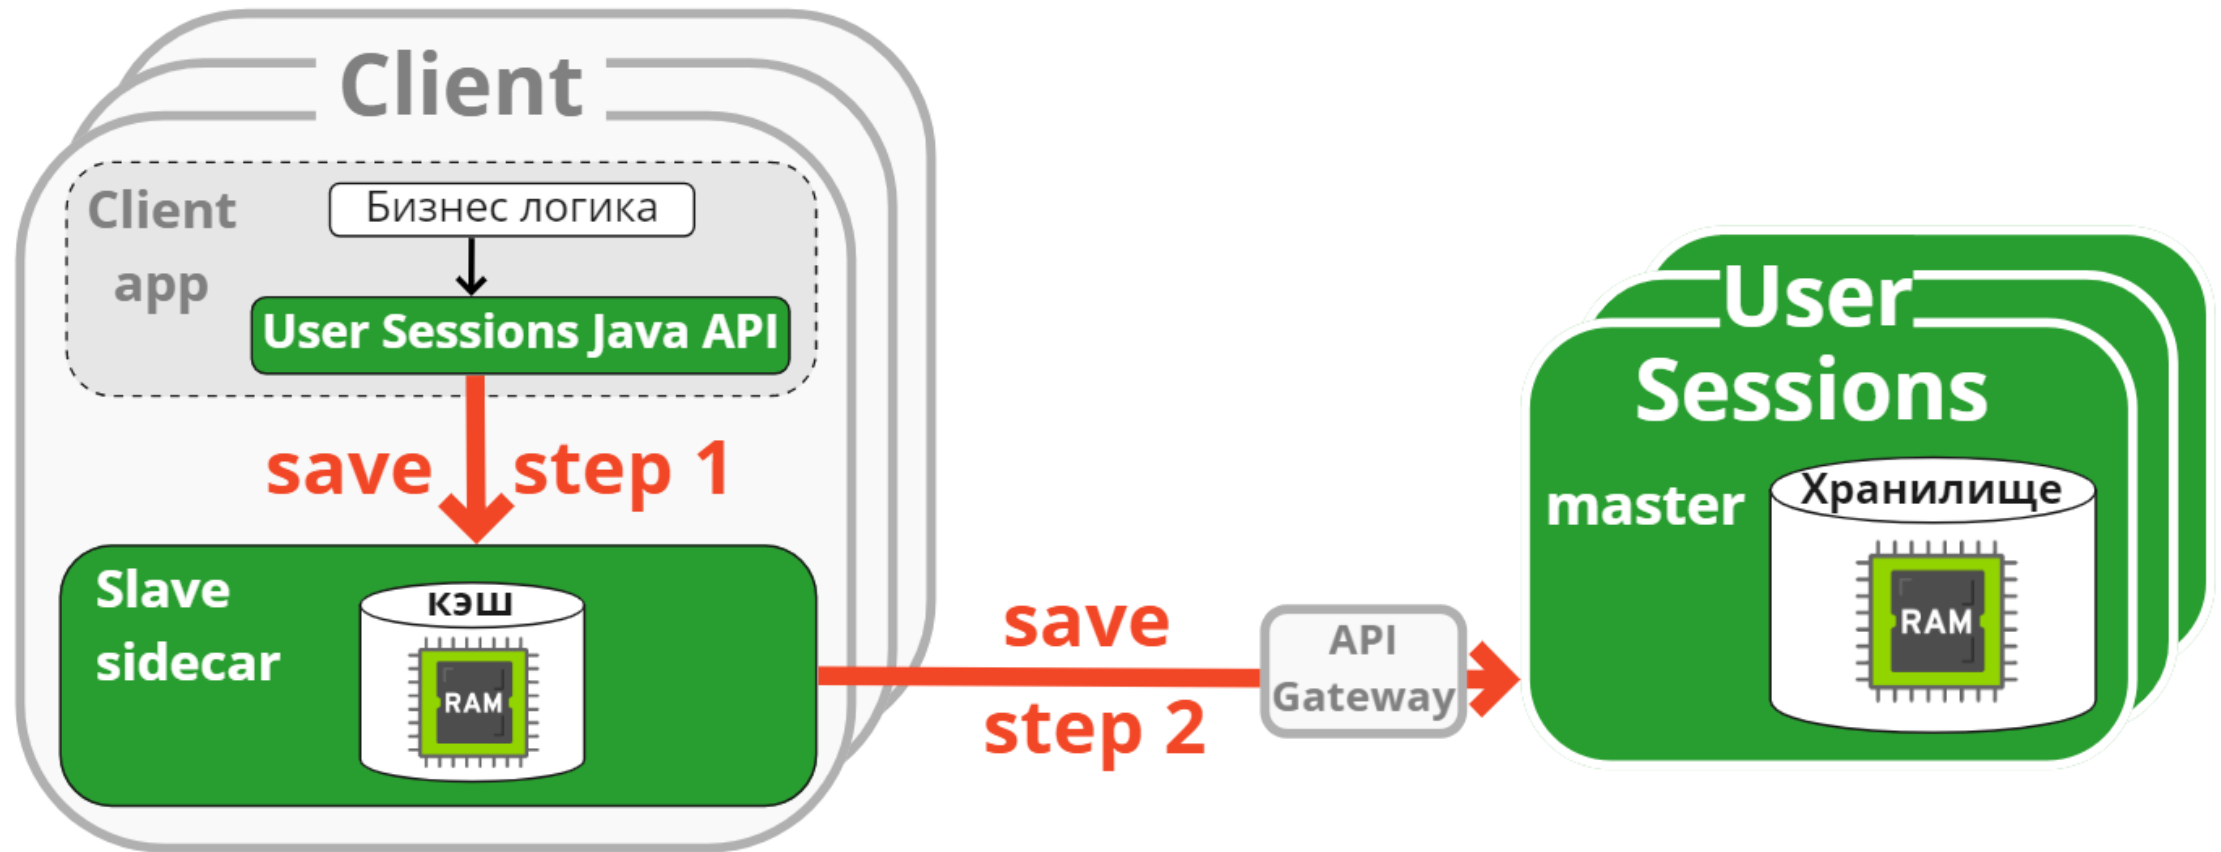 Client
Client
app
Бизнес логика
User Sessions Java API
save step 1
Slave
sidecar
кэш
RAM
save
step 2
API
Gateway
User
Sessions
master
Хранилище
RAM